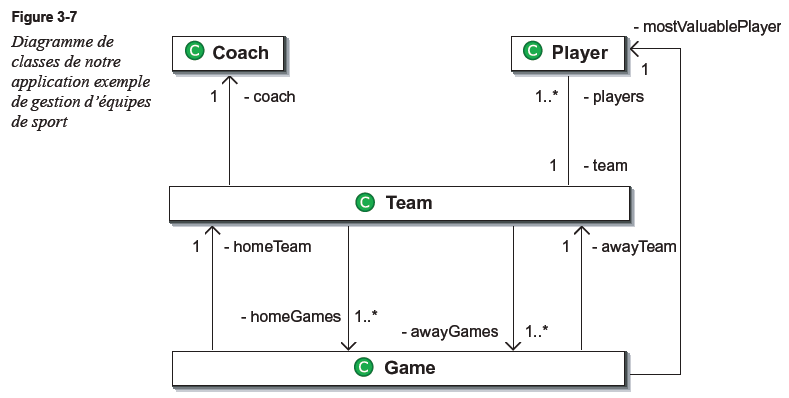 Figure 3-7
Diagramme de
classes de notre
application exemple
de gestion d’équipes
de sport
C Coach
C Player
- mostValuablePlayer
1
1 - coach
1..* - players
1 - team
C Team
1 - homeTeam
1 - awayTeam
- homeGames 1..*
- awayGames 1..*
C Game